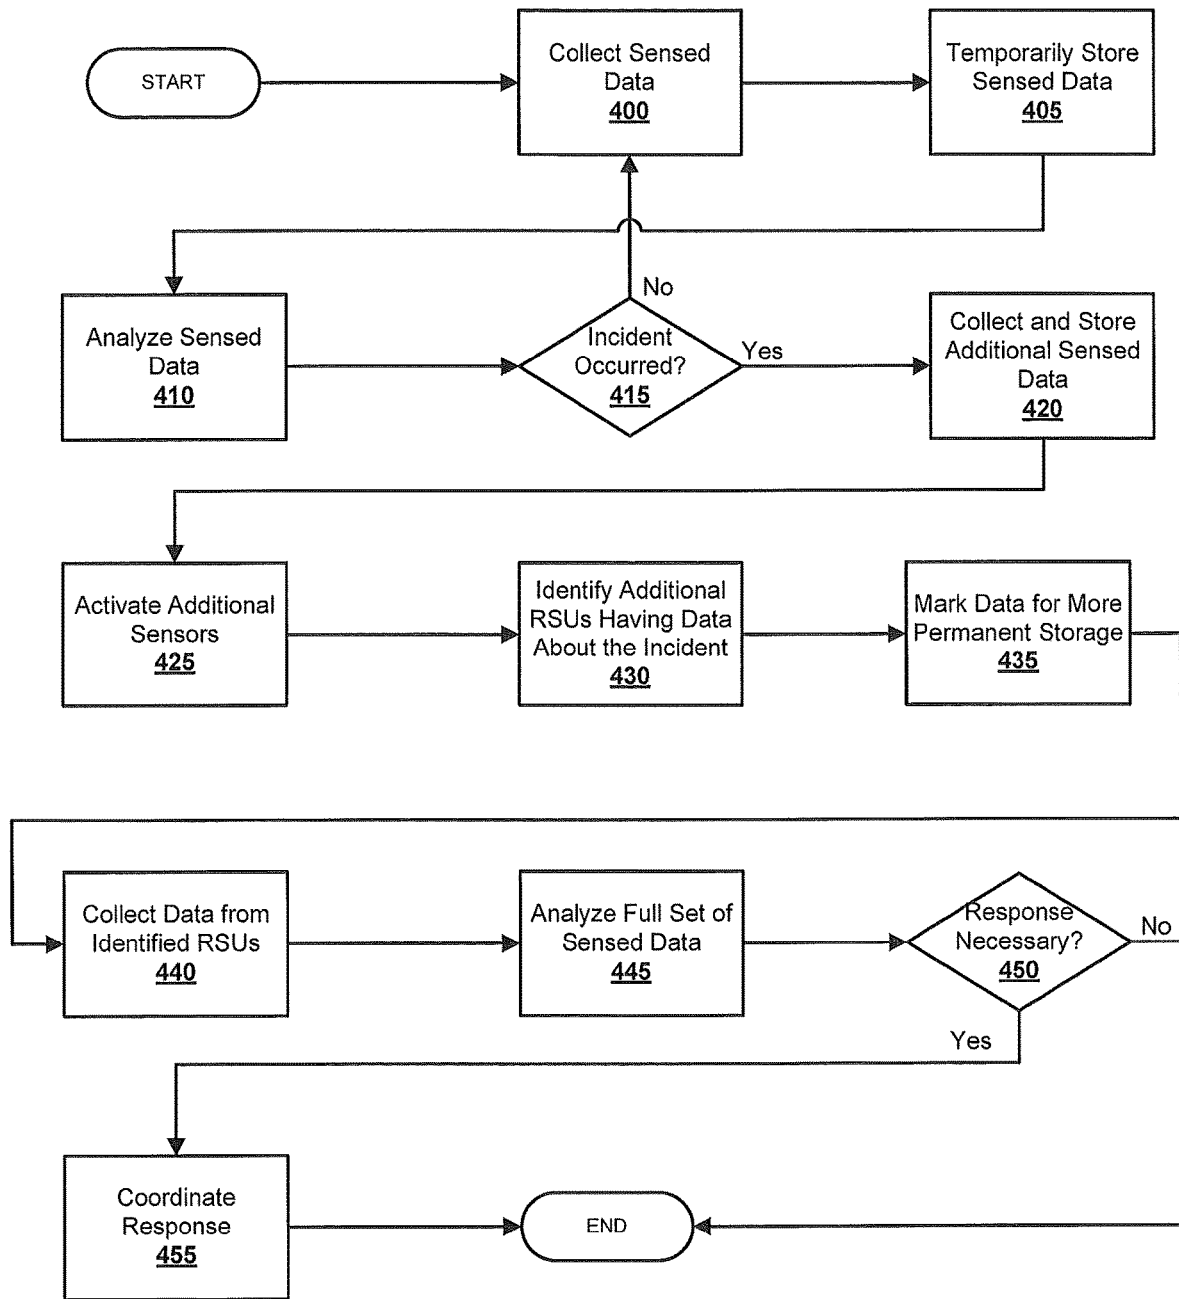 START
Collect Sensed
Data
400
Temporarily Store
Sensed Data
405
Analyze Sensed
Data
410
No
Incident
Occurred?
415
Yes
Collect and Store
Additional Sensed
Data
420
Activate Additional
Sensors
425
Identify Additional
RSUs Having Data
About the Incident
430
Mark Data for More
Permanent Storage
435
Collect Data from
Identified RSUs
440
Analyze Full Set of
Sensed Data
445
Response
Necessary?
450
No
Yes
Coordinate
Response
455
END